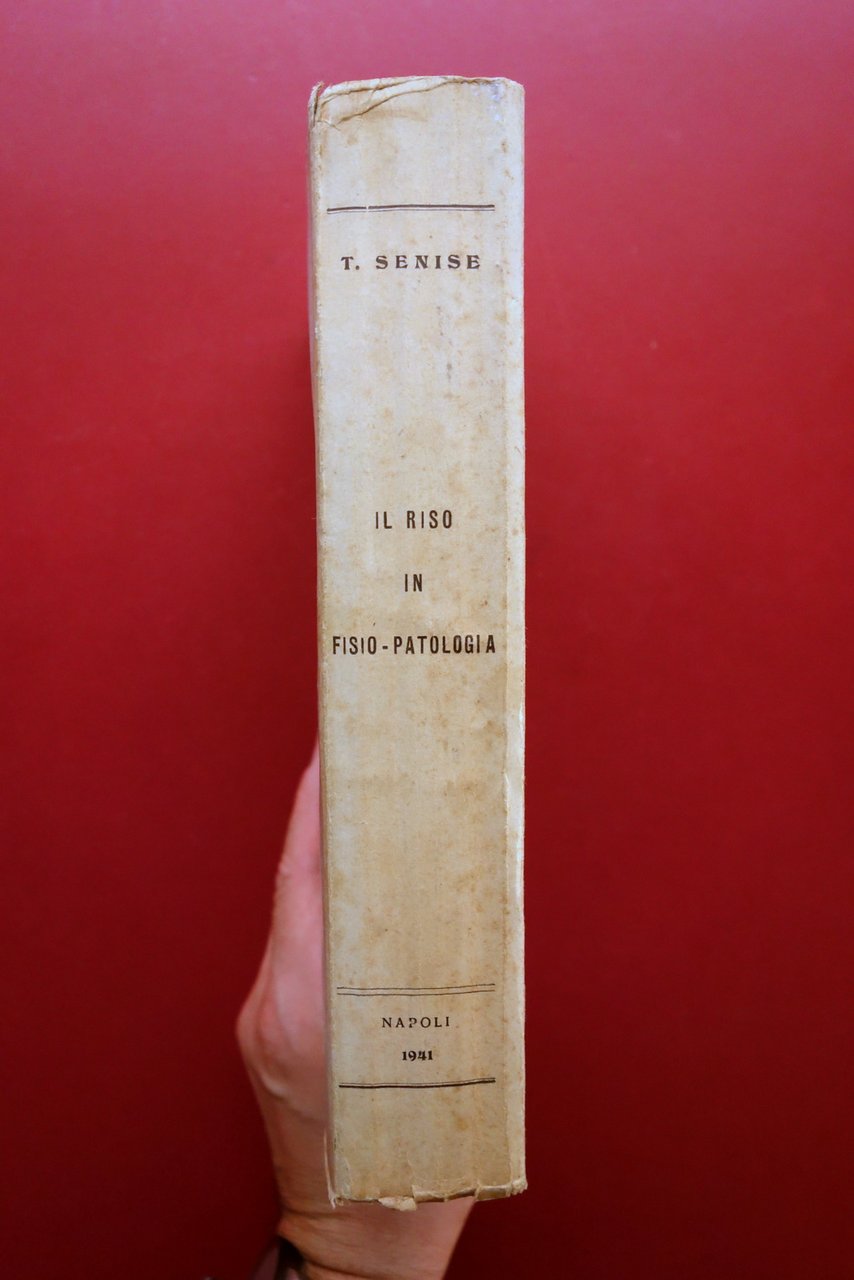 T. SENISE
IL RISO
IN
FISIO-PATOLOGIA
NAPOLI
1941